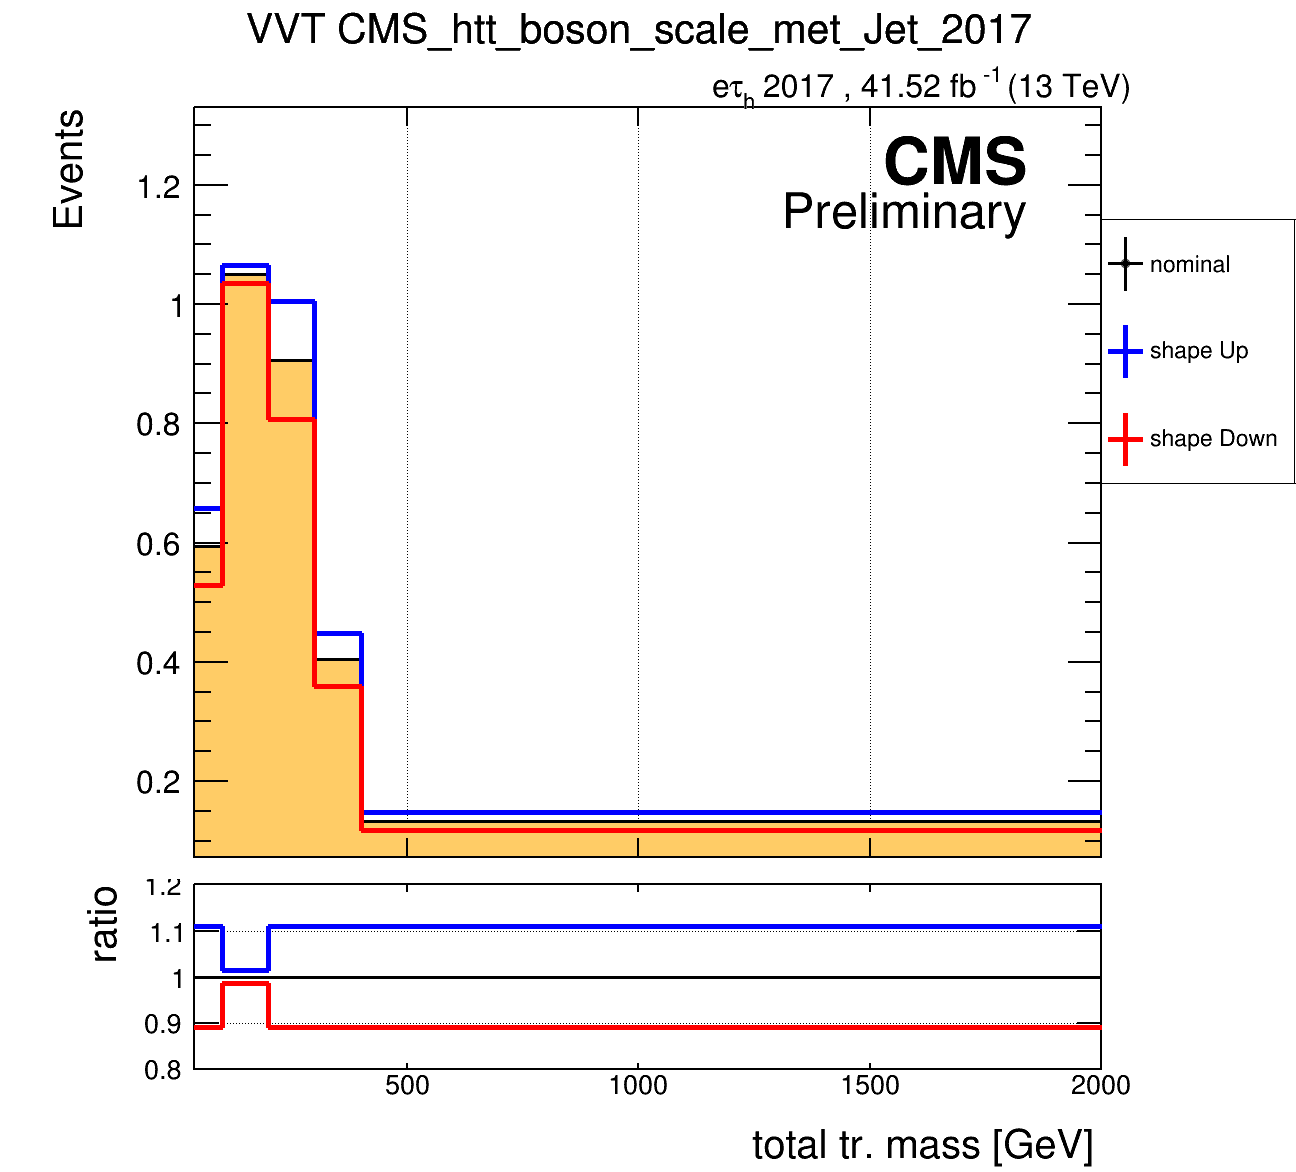 VVT CMS_htt_boson_scale_met_Jet_2017
eτh 2017 , 41.52 fb-1 (13 TeV)
Events
CMS
Preliminary
1.2
1
0.8
0.6
0.4
0.2
nominal
shape Up
shape Down
ratio
1.2
1.1
1
0.9
0.8
500
1000
1500
2000
total tr. mass [GeV]